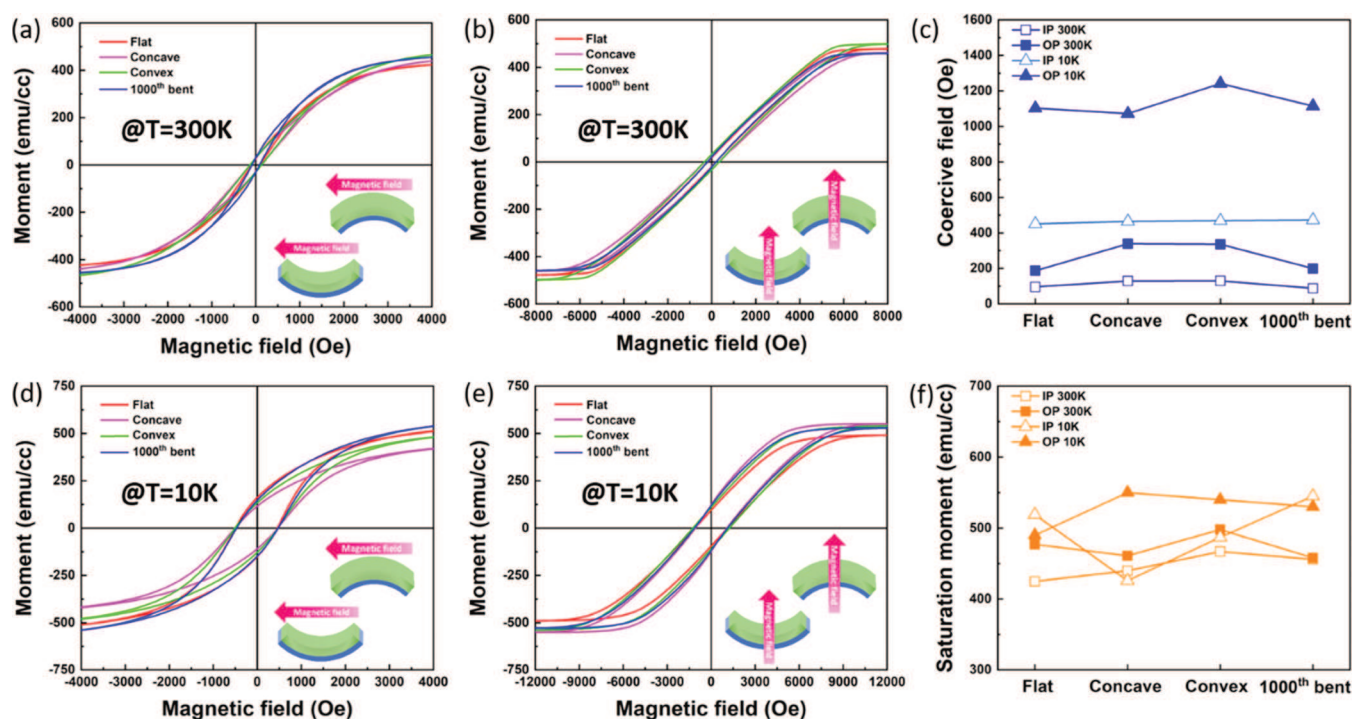 (a)
600
400
200
0
-200
-400
-600
Moment (emu/cc)
Flat
Concave
Convex
1000th bent
@T=300K
Magnetic field
Magnetic field
-4000 -3000 -2000 -1000 0 1000 2000 3000 4000
Magnetic field (Oe)
(b)
600
400
200
0
-200
-400
-600
Moment (emu/cc)
Flat
Concave
Convex
1000th bent
@T=300K
Magnetic field
Magnetic field
-8000 -6000 -4000 -2000 0 2000 4000 6000 8000
Magnetic field (Oe)
(c)
1600
1400
1200
1000
800
600
400
200
0
Coercive field (Oe)
IP 300K
OP 300K
IP 10K
OP 10K
Flat Concave Convex 1000th bent
(d)
750
500
250
0
-250
-500
-750
Moment (emu/cc)
Flat
Concave
Convex
1000th bent
@T=10K
Magnetic field
Magnetic field
-4000 -3000 -2000 -1000 0 1000 2000 3000 4000
Magnetic field (Oe)
(e)
750
500
250
0
-250
-500
-750
Moment (emu/cc)
Flat
Concave
Convex
1000th bent
@T=10K
Magnetic field
Magnetic field
-12000 -9000 -6000 -3000 0 3000 6000 9000 12000
Magnetic field (Oe)
(f)
700
600
500
400
300
Saturation moment (emu/cc)
IP 300K
OP 300K
IP 10K
OP 10K
Flat Concave Convex 1000th bent